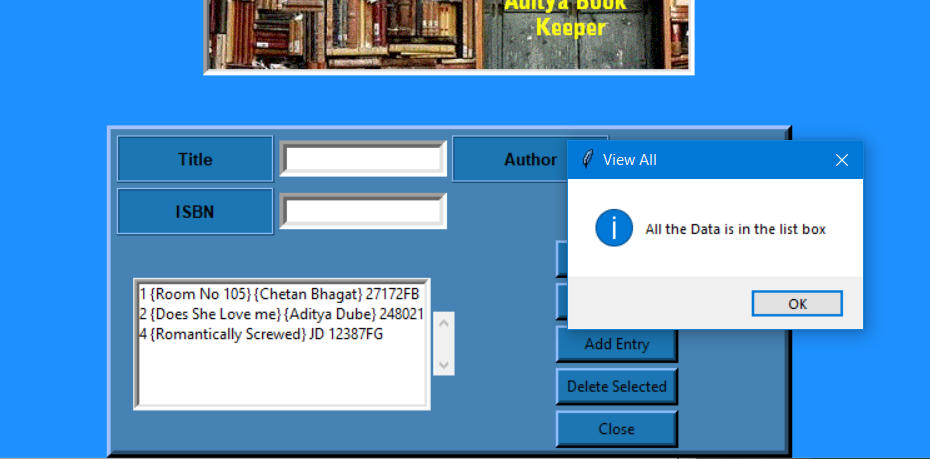 Aditya Book
Keeper
Title
Author
View All
All the Data is in the list box
OK
ISBN
1 {Room No 105} {Chetan Bhagat} 27172FB
2 {Does She Love me} {Aditya Dube} 248021
4 {Romantically Screwed} JD 12387FG
Add Entry
Delete Selected
Close